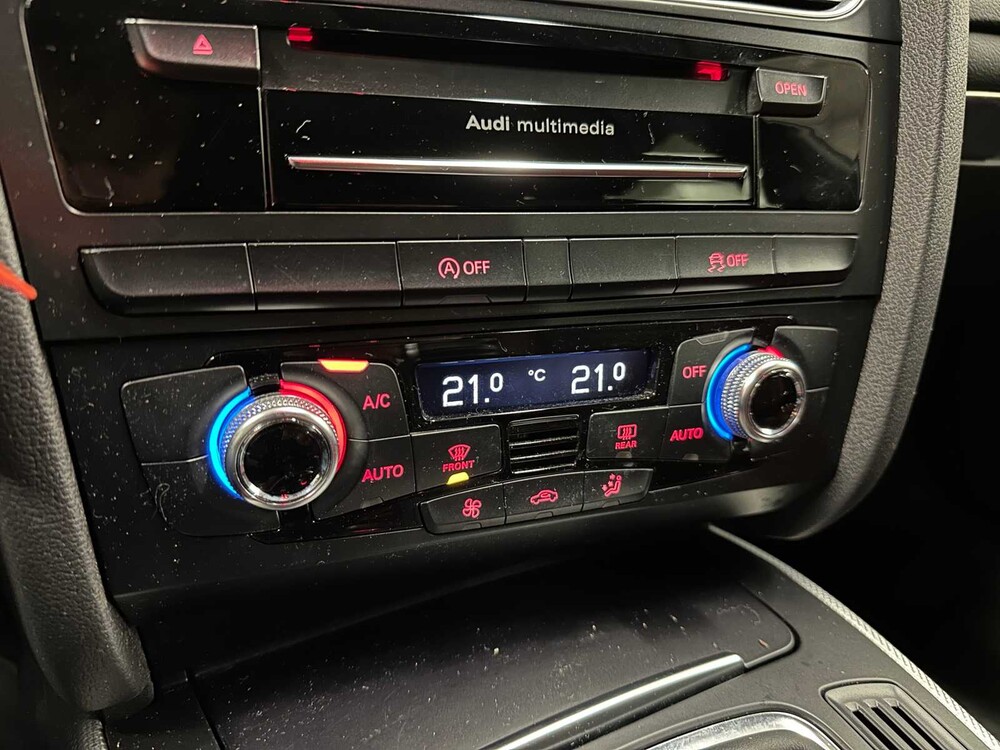 OPEN
Audi multimedia
A OFF
OFF
21.0 °C 21.0
OFF
A/C
AUTO
AUTO
FRONT
REAR